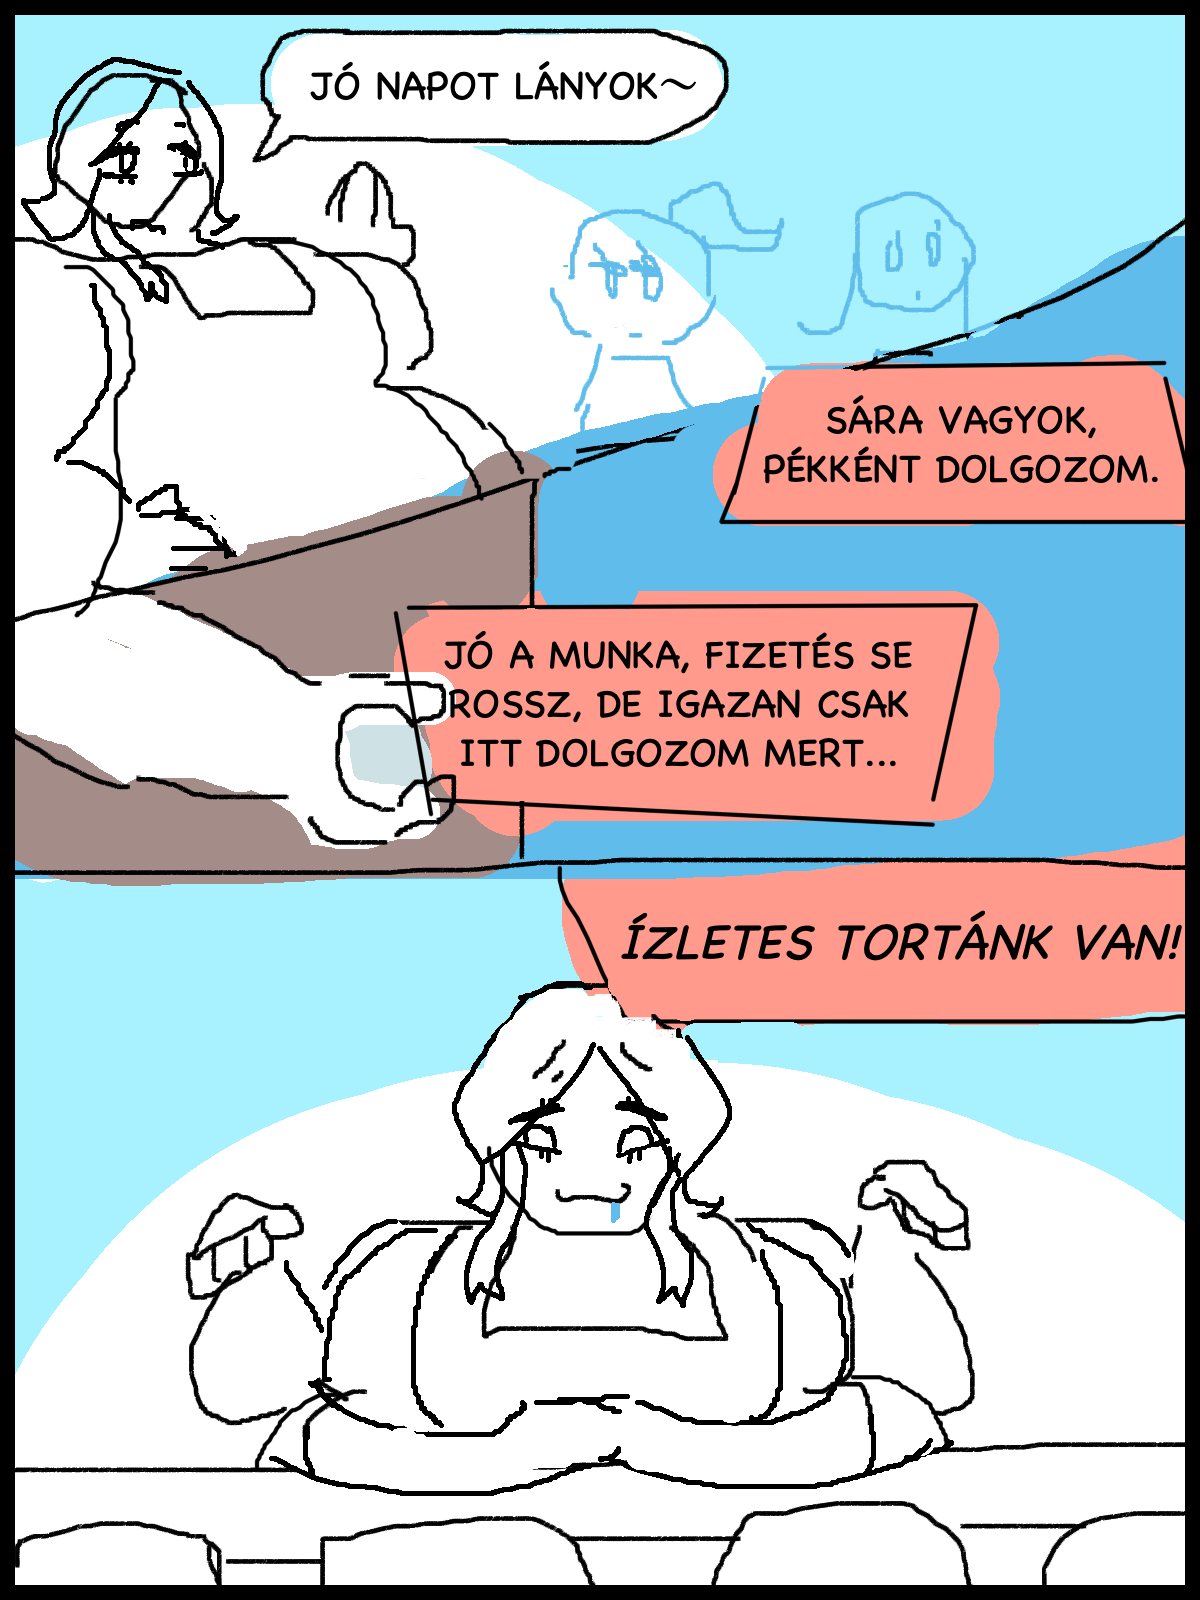 JÓ NAPOT LÁNYOK~
SÁRA VAGYOK,
PÉKKÉNT DOLGOZOM.
JÓ A MUNKA, FIZETÉS SE
ROSSZ, DE IGAZAN CSAK
ITT DOLGOZOM MERT...
ÍZLETES TORTÁNK VAN!